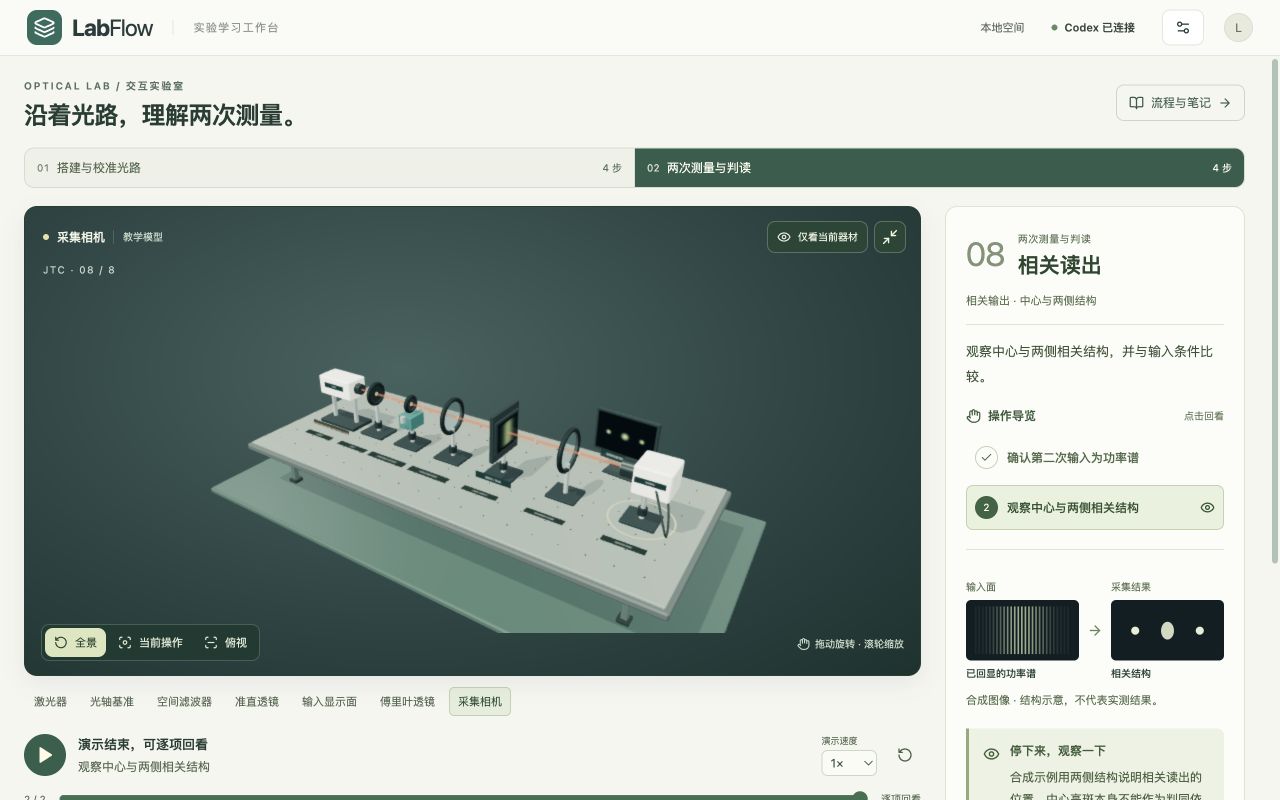 LabFlow
实验学习工作台
本地空间
Codex 已连接
L
OPTICAL LAB / 交互实验室
沿着光路，理解两次测量。
流程与笔记
01 搭建与校准光路 4 步
02 两次测量与判读 4 步
采集相机 教学模型
仅看当前器材
JTC · 08 / 8
全景
当前操作
俯视
拖动旋转 · 滚轮缩放
激光器
光轴基准
空间滤波器
准直透镜
输入显示面
傅里叶透镜
采集相机
演示结束，可逐项回看
观察中心与两侧相关结构
演示速度
1×
2 / 2
逐项回看
08
两次测量与判读
相关读出
相关输出 · 中心与两侧结构
观察中心与两侧相关结构，并与输入条件比
较。
操作导览
点击回看
确认第二次输入为功率谱
2 观察中心与两侧相关结构
输入面
采集结果
已回显的功率谱
相关结构
合成图像 · 结构示意，不代表实测结果。
停下来，观察一下
合成示例用两侧结构说明相关读出的
位置。中心亮斑本身不能作为判同依